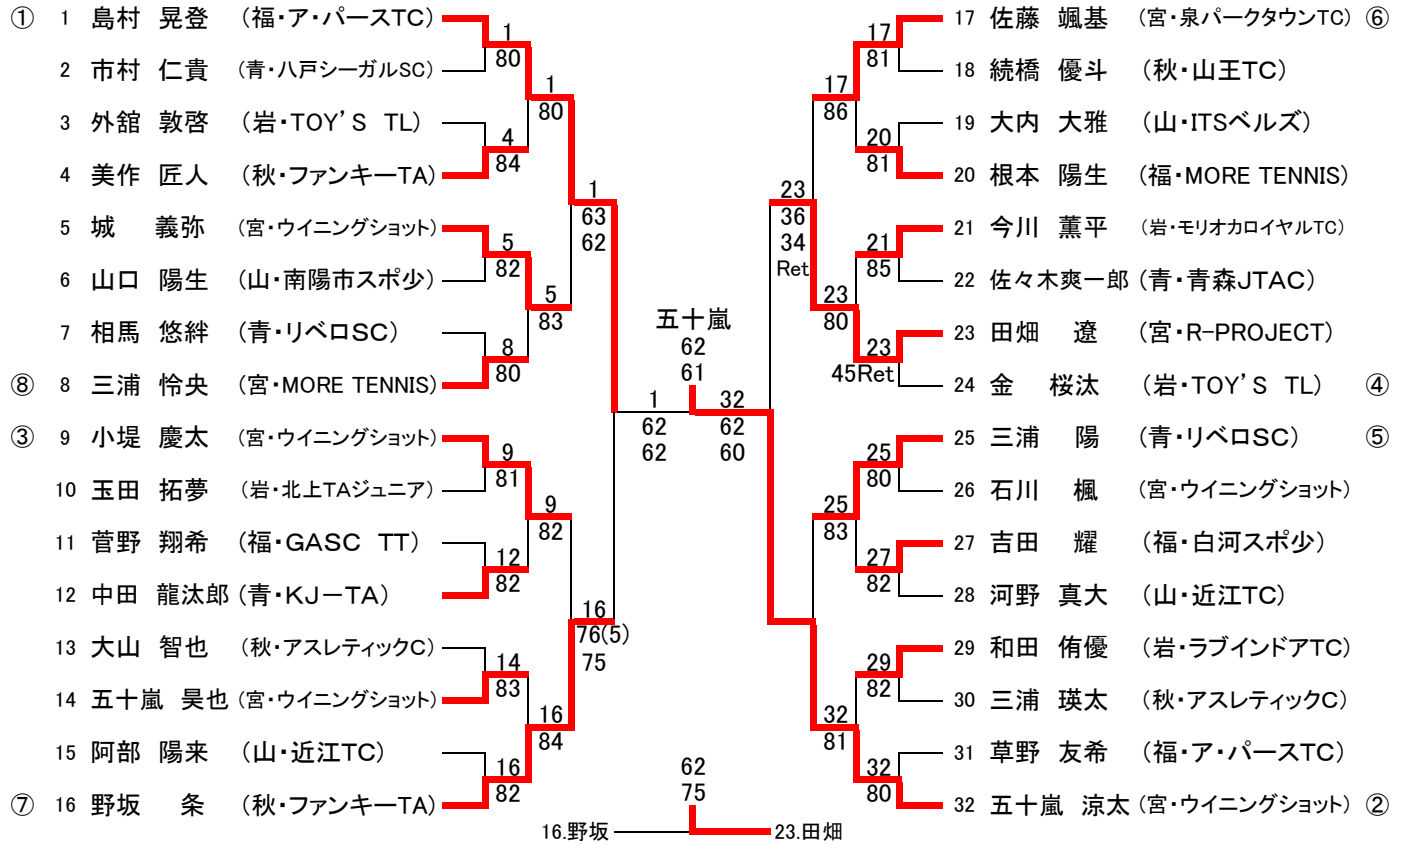 ① 1 島村 晃登 (福・ア・パースTC)
2 市村 仁貴 (青・八戸シーガルSC)
3 外舘 敦啓 (岩・TOY'S TL)
4 美作 匠人 (秋・ファンキーTA)
5 城 義弥 (宮・ウイニングショット)
6 山口 陽生 (山・南陽市スポ少)
7 相馬 悠絆 (青・リベロSC)
⑧ 8 三浦 怜央 (宮・MORE TENNIS)
③ 9 小堤 慶太 (宮・ウイニングショット)
10 玉田 拓夢 (岩・北上TAジュニア)
11 菅野 翔希 (福・GASC TT)
12 中田 龍汰郎 (青・KJ－TA)
13 大山 智也 (秋・アスレティックC)
14 五十嵐 昊也 (宮・ウイニングショット)
15 阿部 陽来 (山・近江TC)
⑦ 16 野坂 条 (秋・ファンキーTA)
1
80
4
84
5
82
8
80
9
81
12
82
14
83
16
82
1
80
5
83
9
82
16
84
1
63
62
16
76(5)
75
1
62
62
五十嵐
62
61
32
62
60
23
36
34
Ret
17
86
23
80
25
83
32
81
17
81
20
81
21
85
23
45Ret
25
80
27
82
29
82
32
80
17 佐藤 颯基 (宮・泉パークタウンTC) ⑥
18 続橋 優斗 (秋・山王TC)
19 大内 大雅 (山・ITSベルズ)
20 根本 陽生 (福・MORE TENNIS)
21 今川 薫平 (岩・モリオカロイヤルTC)
22 佐々木爽一郎 (青・青森JTAC)
23 田畑 遼 (宮・R-PROJECT)
24 金 桜汰 (岩・TOY'S TL) ④
25 三浦 陽 (青・リベロSC) ⑤
26 石川 楓 (宮・ウイニングショット)
27 吉田 耀 (福・白河スポ少)
28 河野 真大 (山・近江TC)
29 和田 侑優 (岩・ラブインドアTC)
30 三浦 瑛太 (秋・アスレティックC)
31 草野 友希 (福・ア・パースTC)
32 五十嵐 涼太 (宮・ウイニングショット) ②
62
75
16.野坂
23.田畑